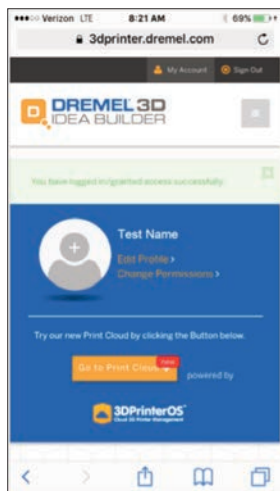 Verizon LTE 8:21 AM 69%
3dprinter.dremel.com
My Account Sign Out
DREMEL 3D
IDEA BUILDER
You have logged in/granted access successfully.
Test Name
Edit Profile >
Change Permissions >
Try our new Print Cloud by clicking the Button below.
new
Go to Print Cloud
powered by
3DPrinterOS
Cloud 3D Printer Management